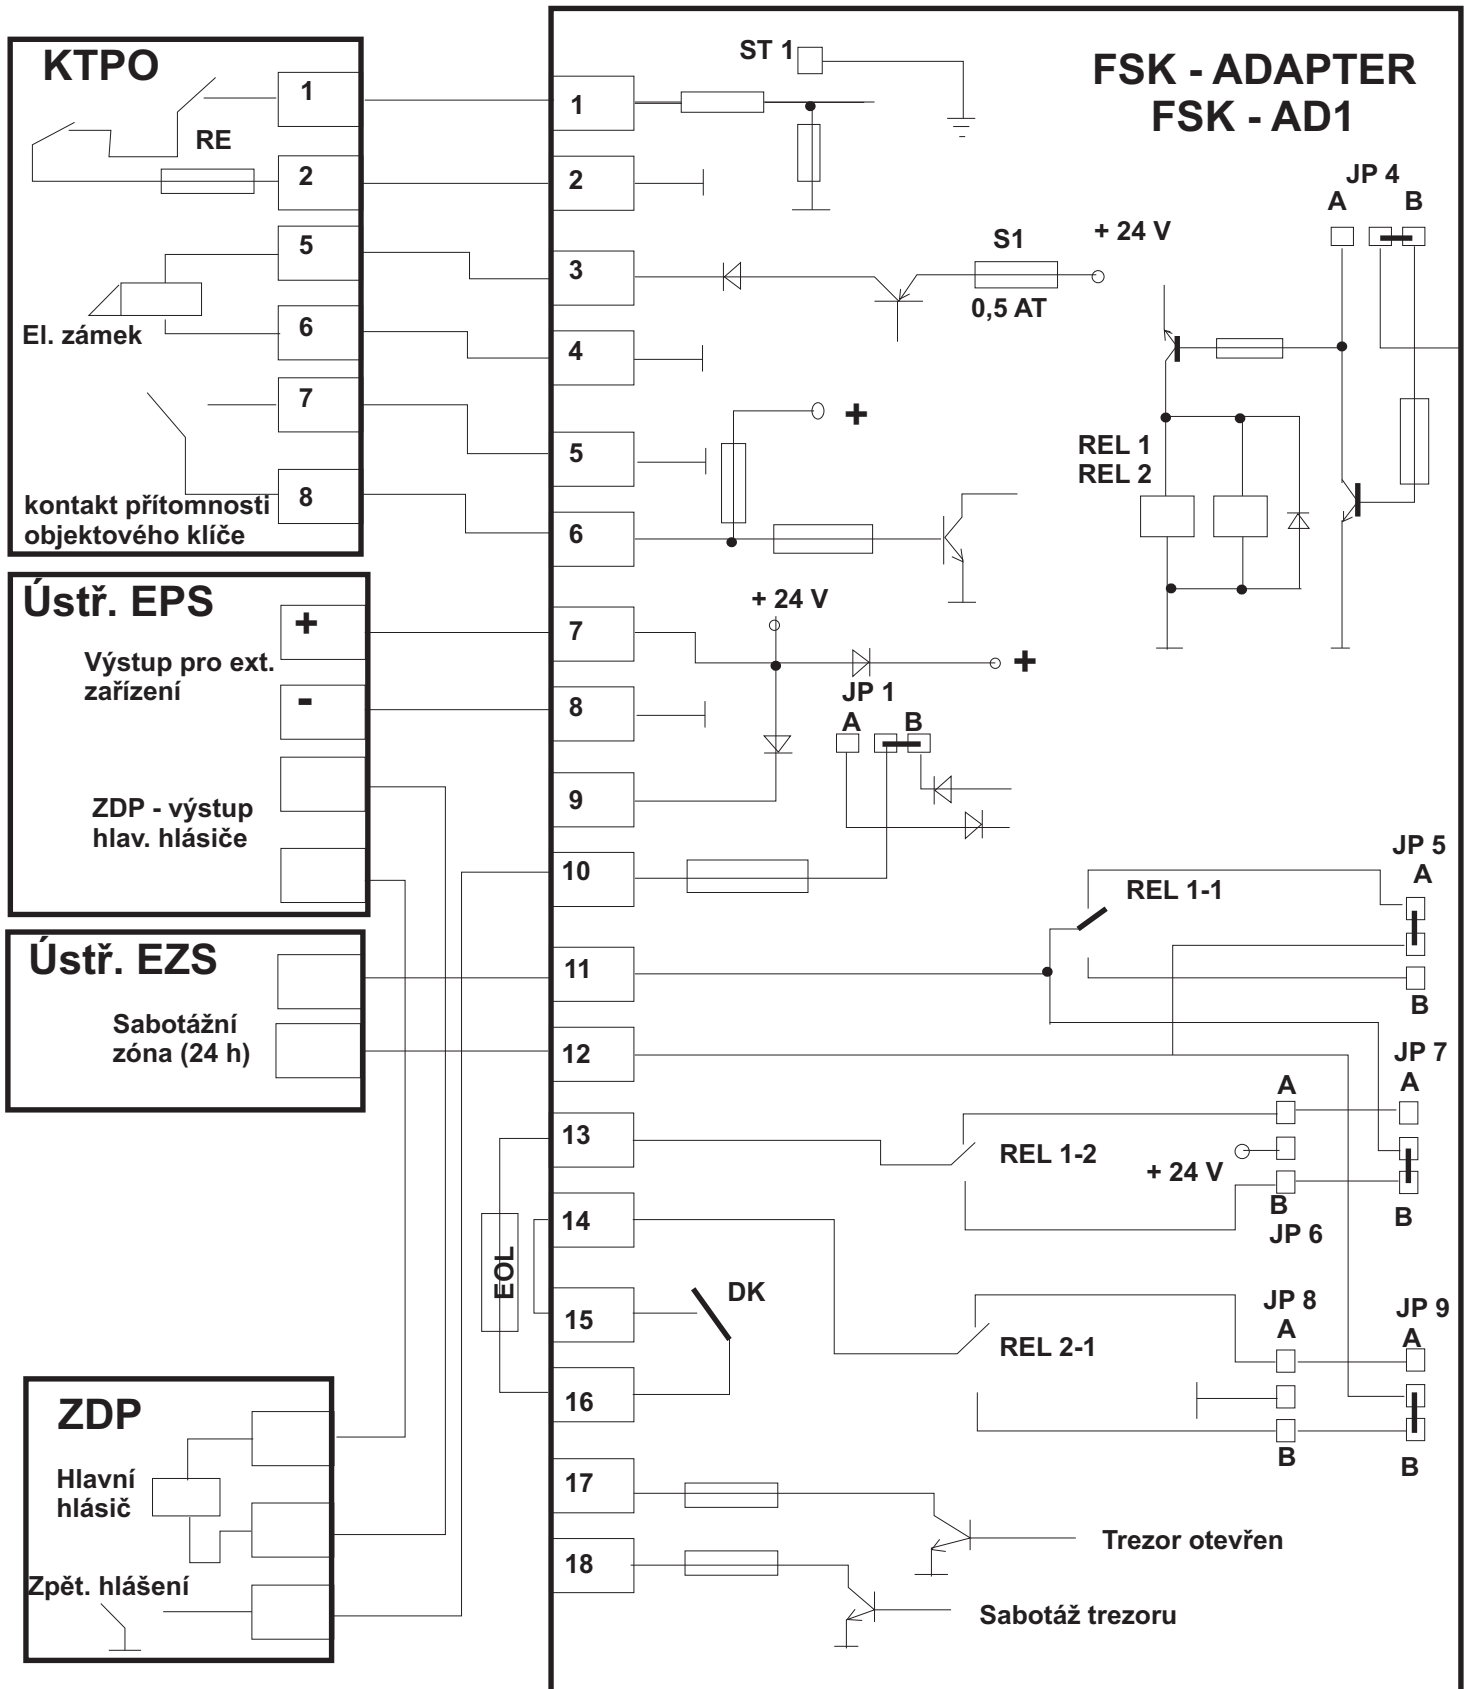 KTPO
1
RE
2
5
El. zámek
6
7
8
kontakt přítomnosti
objektového klíče
Ústř. EPS
+
Výstup pro ext.
zařízení
-
ZDP - výstup
hlav. hlásiče
Ústř. EZS
Sabotážní
zóna (24 h)
ZDP
Hlavní
hlásič
Zpět. hlášení
EOL
FSK - ADAPTER
FSK - AD1
ST 1
1
2
3
S1
0,5 AT
+ 24 V
4
+
5
6
JP 4
A B
REL 1
REL 2
+ 24 V
7
+
8
JP 1
A B
9
10
11
REL 1-1
JP 5
A
B
12
13
REL 1-2
+ 24 V
A
B
JP 6
JP 7
A
B
14
15
DK
16
REL 2-1
JP 8
A
B
JP 9
A
B
17
Trezor otevřen
18
Sabotáž trezoru